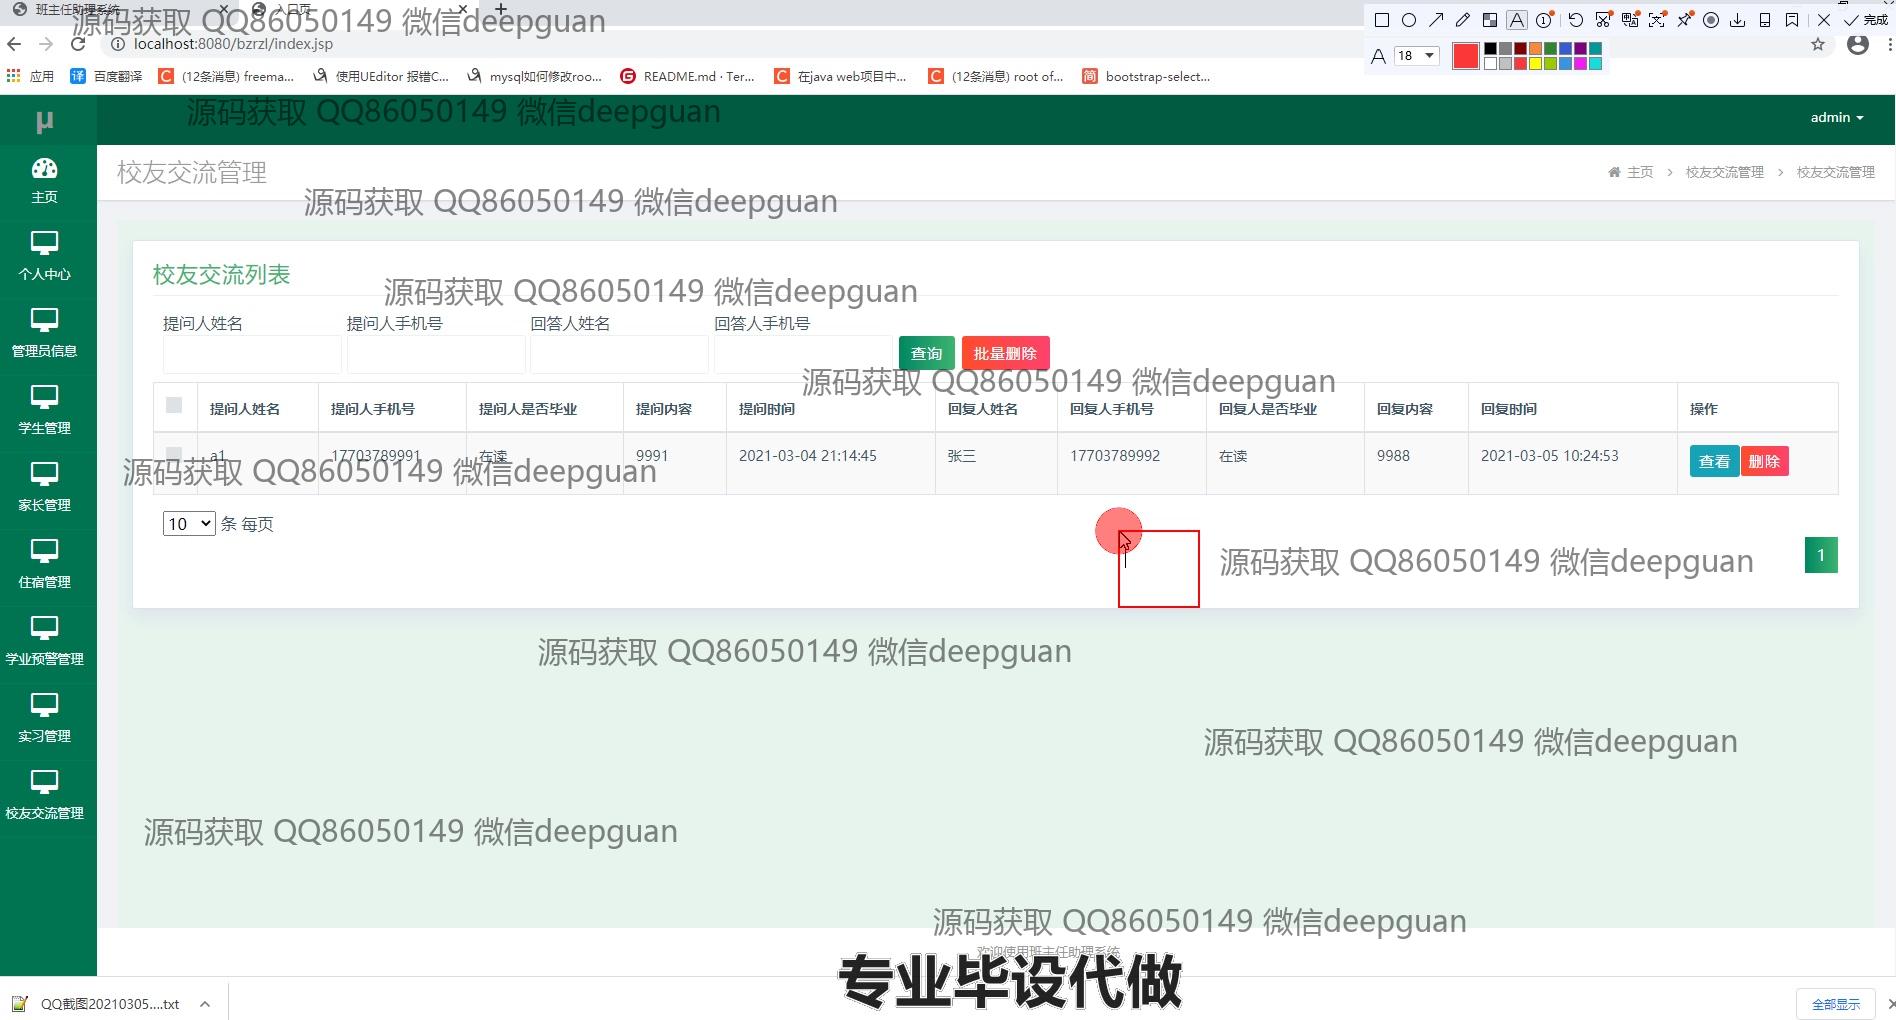 班主任助理系统
入口页
源码获取 QQ86050149 微信deepguan
完成
localhost:8080/bzrzl/index.jsp
A 18
应用
百度翻译
(12条消息) freema...
使用UEditor 报错C...
mysql如何修改roo...
README.md · Ter...
在java web项目中...
(12条消息) root of...
bootstrap-select...
源码获取 QQ86050149 微信deepguan
μ
admin
主页
校友交流管理
主页 > 校友交流管理 > 校友交流管理
源码获取 QQ86050149 微信deepguan
个人中心
管理员信息
学生管理
家长管理
住宿管理
学业预警管理
实习管理
校友交流管理
校友交流列表
源码获取 QQ86050149 微信deepguan
提问人姓名 提问人手机号 回答人姓名 回答人手机号
查询 批量删除
源码获取 QQ86050149 微信deepguan
提问人姓名 提问人手机号 提问人是否毕业 提问内容 提问时间 回复人姓名 回复人手机号 回复人是否毕业 回复内容 回复时间 操作
a1 17703789991 在读 9991 2021-03-04 21:14:45 张三 17703789992 在读 9988 2021-03-05 10:24:53 查看 删除
源码获取 QQ86050149 微信deepguan
10 条 每页
源码获取 QQ86050149 微信deepguan
1
源码获取 QQ86050149 微信deepguan
源码获取 QQ86050149 微信deepguan
源码获取 QQ86050149 微信deepguan
源码获取 QQ86050149 微信deepguan
欢迎使用班主任助理系统
专业毕设代做
QQ截图20210305....txt
全部显示